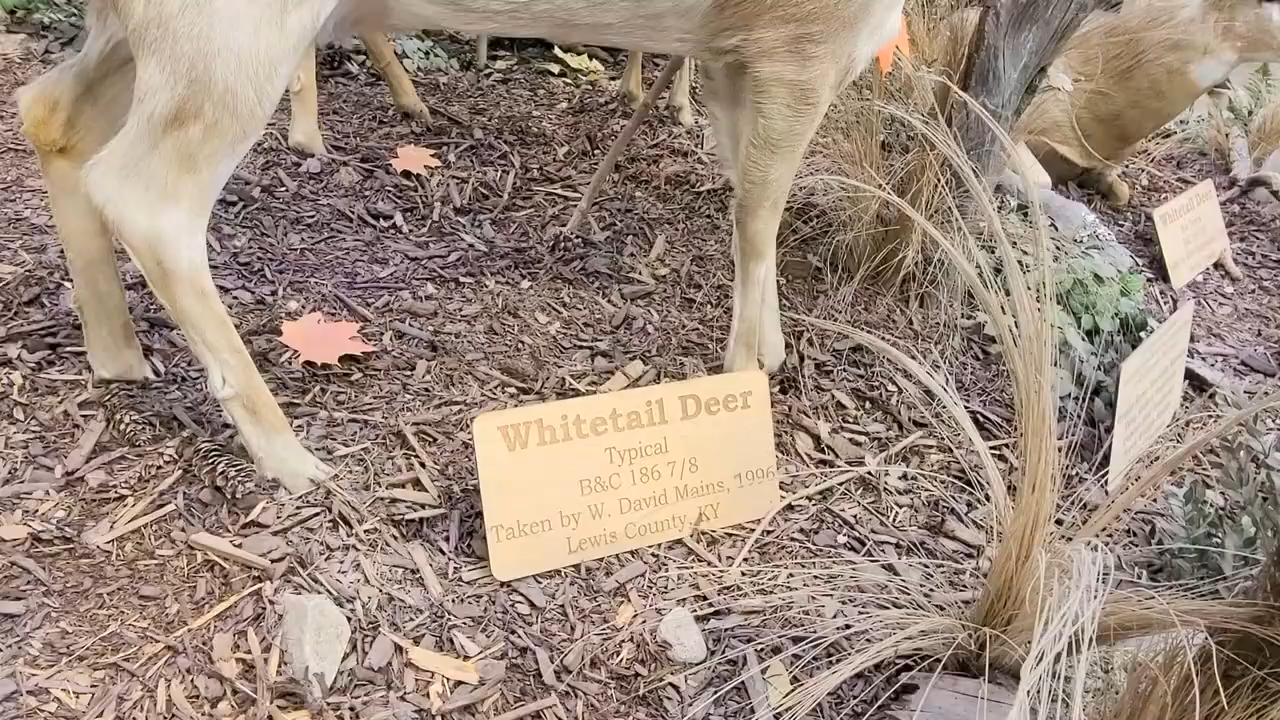 Whitetail Deer
Typical
B&C 186 7/8
Taken by W. David Mains, 1996
Lewis County, KY
Whitetail Deer